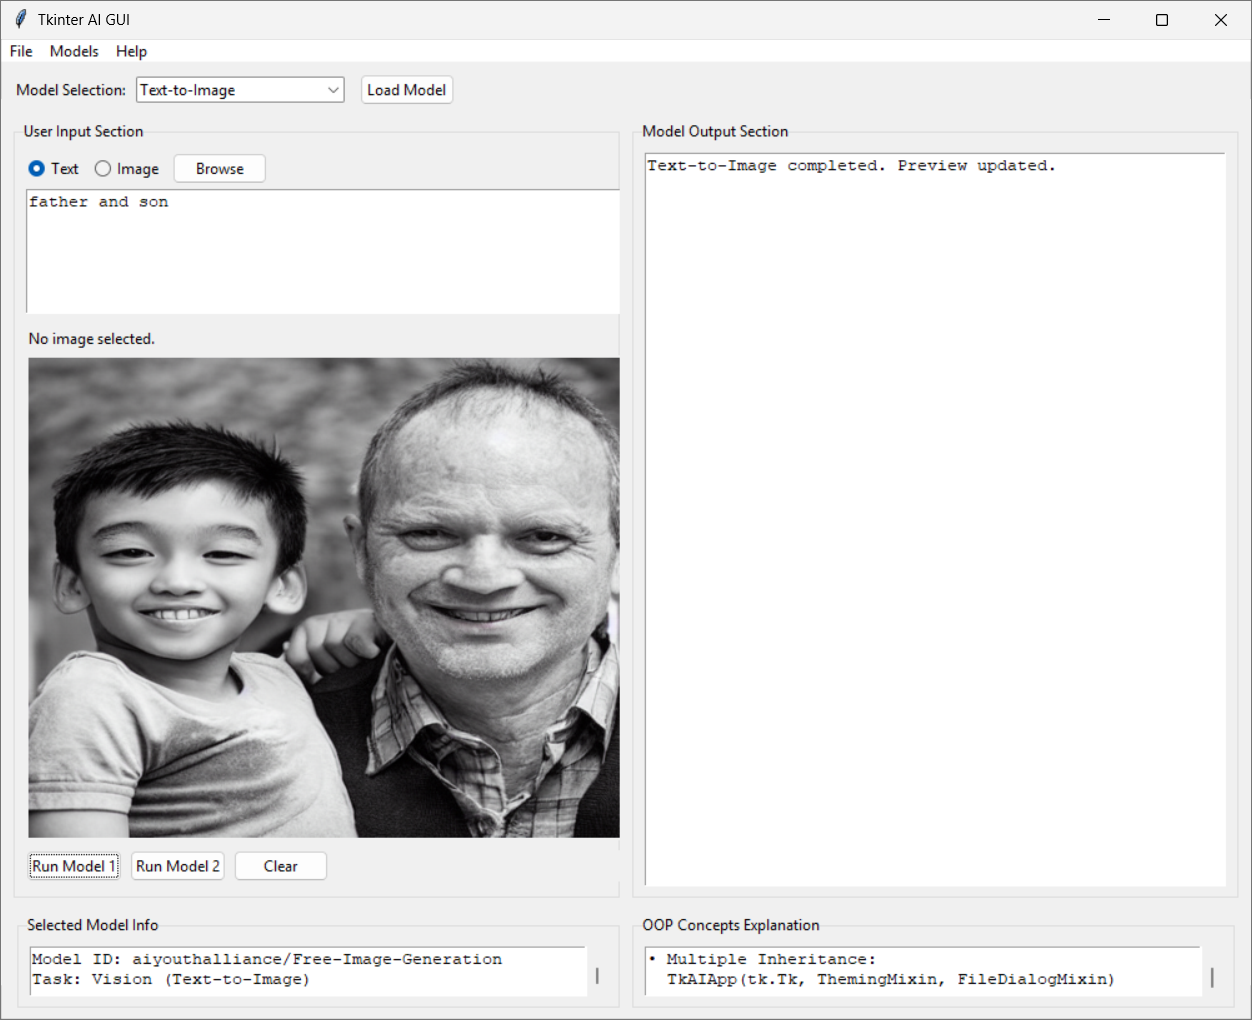 Tkinter AI GUI
File Models Help
Model Selection: Text-to-Image Load Model
User Input Section
Text Image Browse
father and son
No image selected.
Run Model 1 Run Model 2 Clear
Model Output Section
Text-to-Image completed. Preview updated.
Selected Model Info
Model ID: aiyouthalliance/Free-Image-Generation
Task: Vision (Text-to-Image)
OOP Concepts Explanation
• Multiple Inheritance:
TkAIApp(tk.Tk, ThemingMixin, FileDialogMixin)